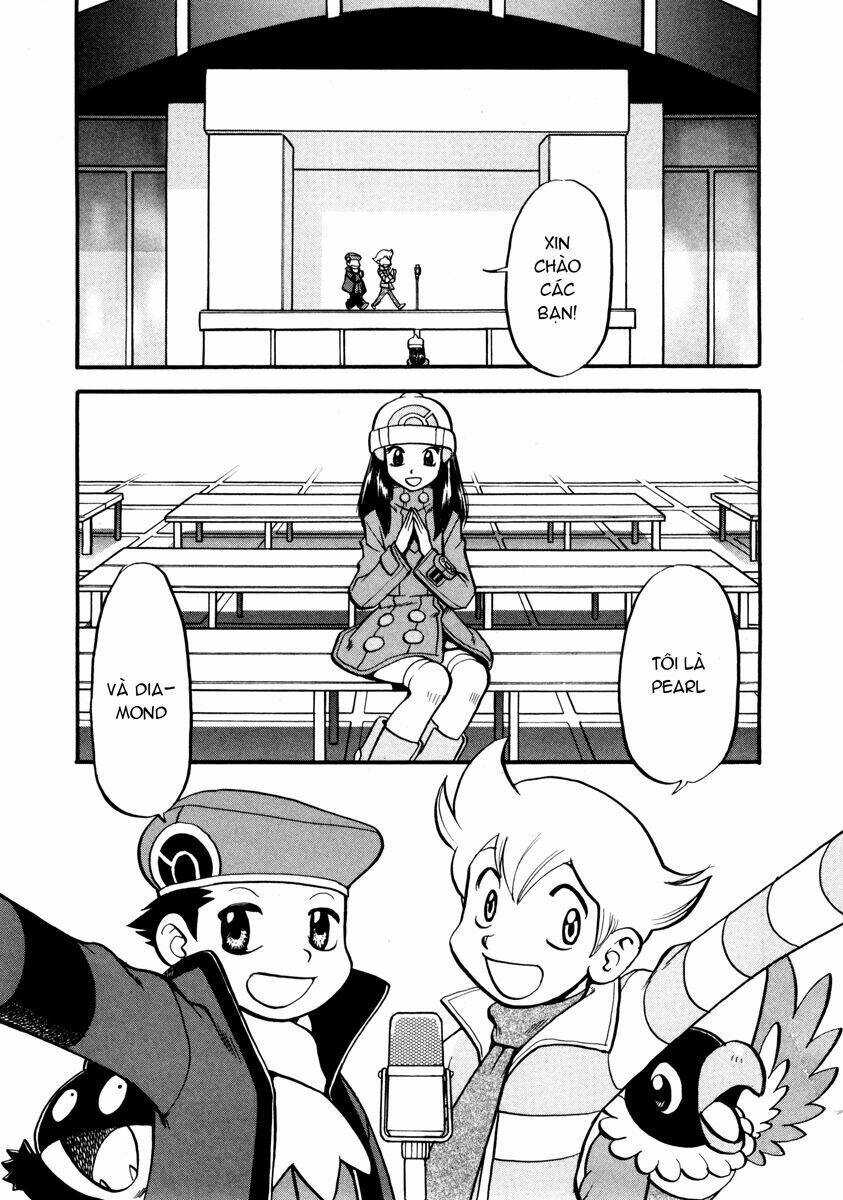 XIN
CHÀO
CÁC
BẠN!
TÔI LÀ
PEARL
VÀ DIA-
MOND